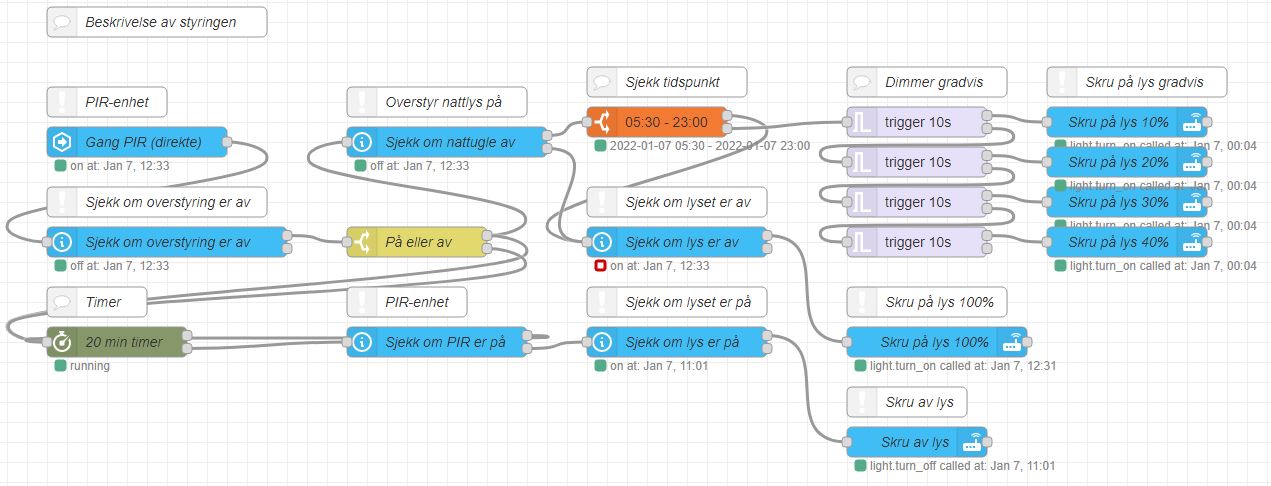 Beskrivelse av styringen
Sjekk tidspunkt
Dimmer gradvis
Skru på lys gradvis
PIR-enhet
Overstyr nattlys på
05:30 - 23:00
trigger 10s
Skru på lys 10%
Gang PIR (direkte)
Sjekk om nattugle av
2022-01-07 05:30 - 2022-01-07 23:00
light.turn_on called at: Jan 7, 00:04
on at: Jan 7, 12:33
off at: Jan 7, 12:33
trigger 10s
Skru på lys 20%
light.turn_on called at: Jan 7, 00:04
Sjekk om overstyring er av
Sjekk om lyset er av
trigger 10s
Skru på lys 30%
light.turn_on called at: Jan 7, 00:04
Sjekk om overstyring er av
På eller av
Sjekk om lys er av
trigger 10s
Skru på lys 40%
off at: Jan 7, 12:33
on at: Jan 7, 12:33
light.turn_on called at: Jan 7, 00:04
Timer
PIR-enhet
Sjekk om lyset er på
Skru på lys 100%
20 min timer
Sjekk om PIR er på
Sjekk om lys er på
Skru på lys 100%
running
on at: Jan 7, 11:01
light.turn_on called at: Jan 7, 12:31
Skru av lys
Skru av lys
light.turn_off called at: Jan 7, 11:01